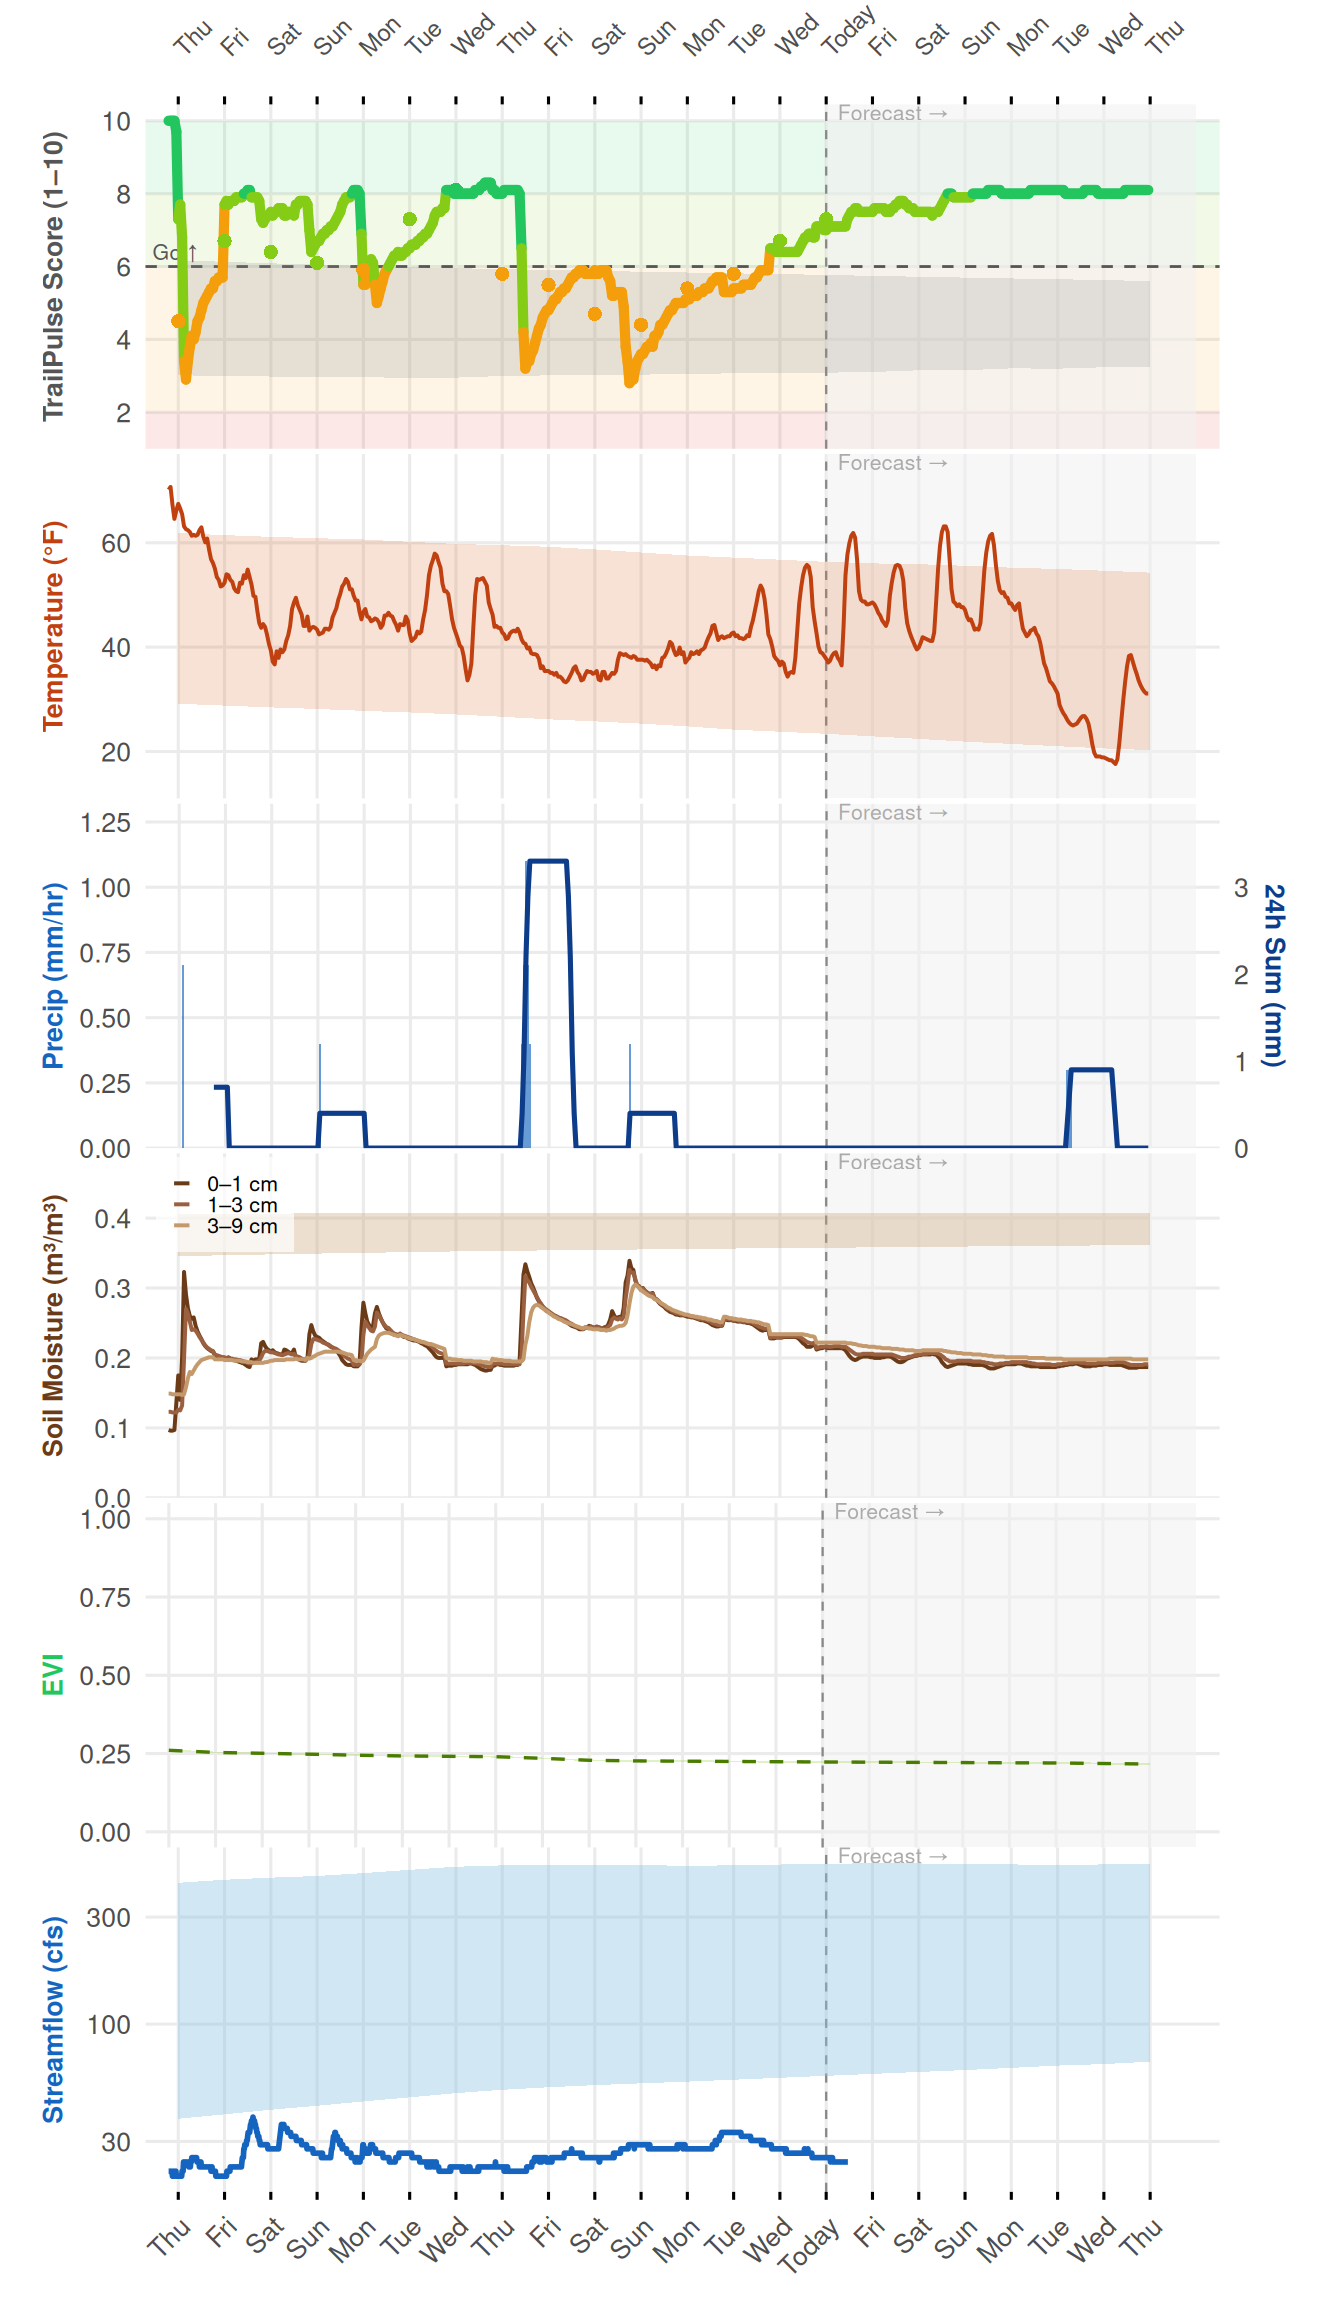 Thu Fri Sat Sun Mon Tue Wed Thu Fri Sat Sun Mon Tue Wed Today Fri Sat Sun Mon Tue Wed Thu
TrailPulse Score (1–10)
10
8
6
4
2
Go ↑
Forecast →
Temperature (°F)
60
40
20
Forecast →
Precip (mm/hr)
1.25
1.00
0.75
0.50
0.25
0.00
Forecast →
3
2
1
0
24h Sum (mm)
Soil Moisture (m³/m³)
0.4
0.3
0.2
0.1
0.0
0–1 cm
1–3 cm
3–9 cm
Forecast →
EVI
1.00
0.75
0.50
0.25
0.00
Forecast →
Streamflow (cfs)
300
100
30
Forecast →
Thu Fri Sat Sun Mon Tue Wed Thu Fri Sat Sun Mon Tue Wed Today Fri Sat Sun Mon Tue Wed Thu